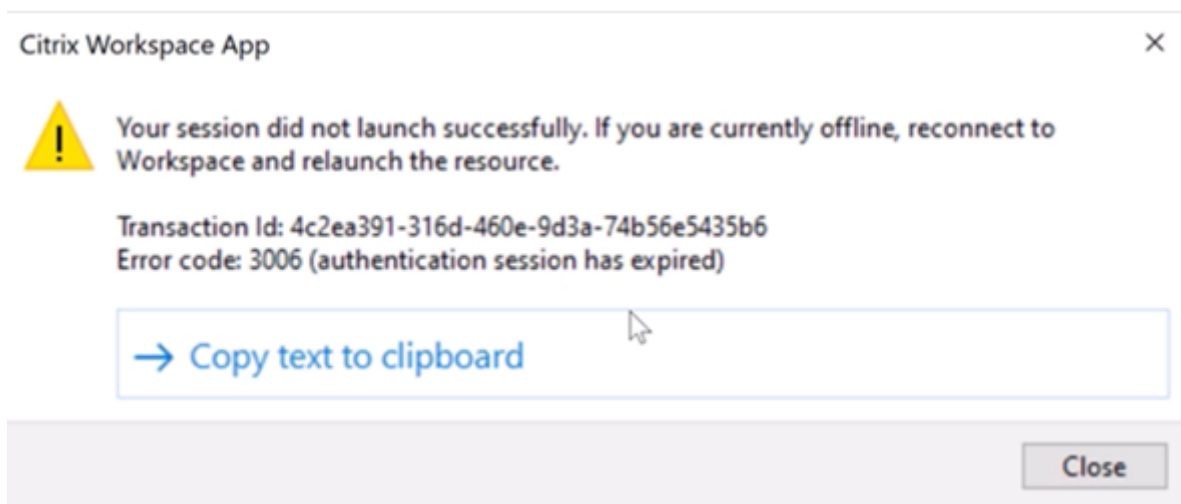 Citrix Workspace App
Your session did not launch successfully. If you are currently offline, reconnect to
Workspace and relaunch the resource.
Transaction Id: 4c2ea391-316d-460e-9d3a-74b56e5435b6
Error code: 3006 (authentication session has expired)
Copy text to clipboard
Close